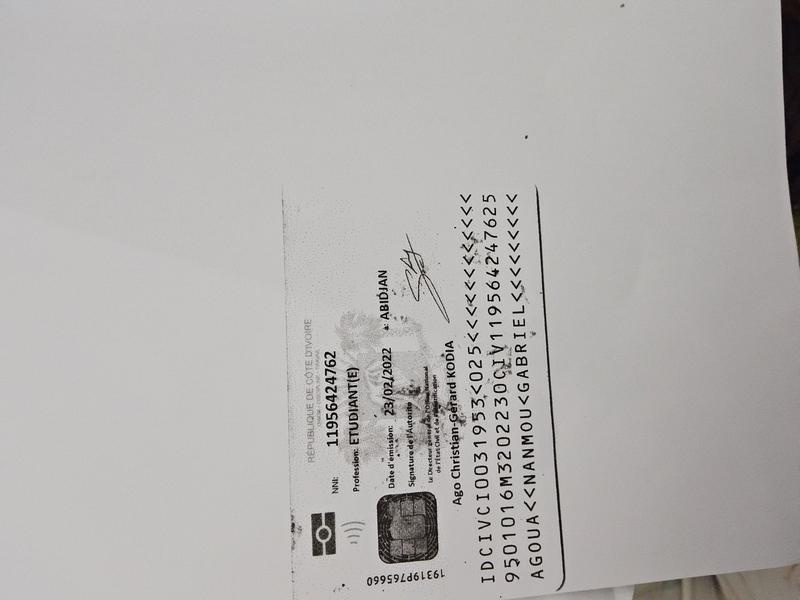 RÉPUBLIQUE DE CÔTE D'IVOIRE
NNI: 11956424762
Profession: ETUDIANT(E)
Date d'émission: 23/02/2022 à: ABIDJAN
Signature de l'Autorité
Le Directeur général de l'Office National
de l'État Civil et de l'Identification
Ago Christian-Gérard KODIA
19319P765660
IDCIVCI0031953<025<<<<<<<<<<<<
9501016M3202230CIV119564247625
AGOUA<<NANMOU<GABRIEL<<<<<<<<<